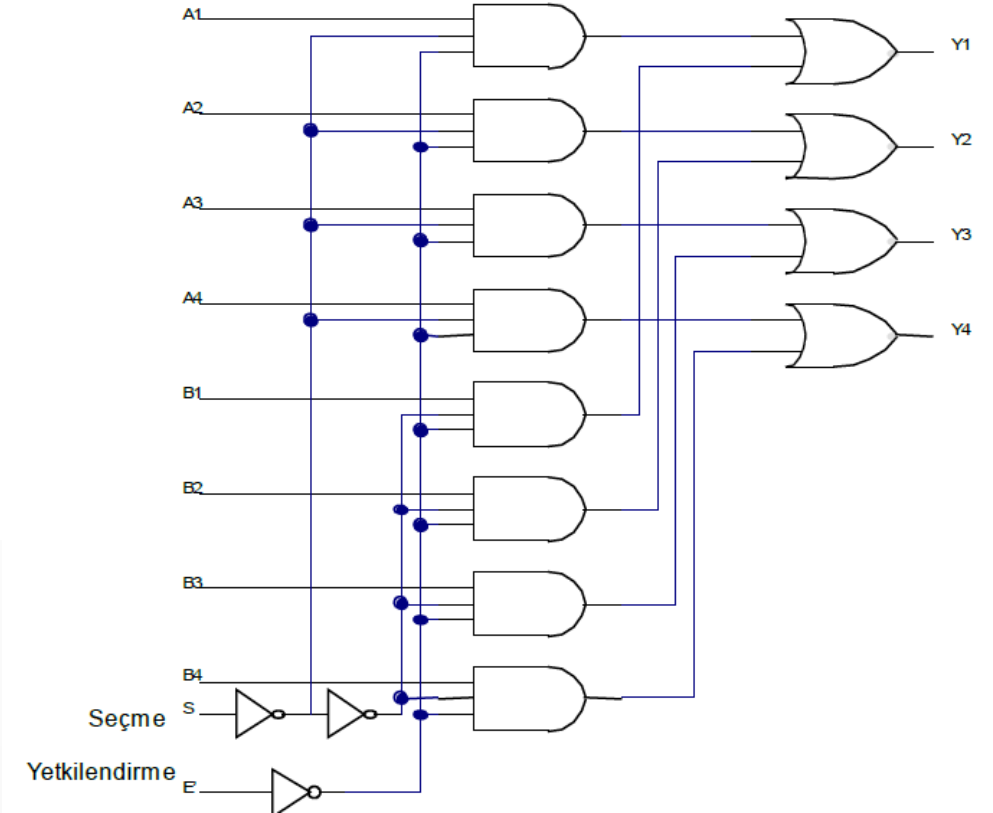 A1
Y1
A2
Y2
A3
Y3
A4
Y4
B1
B2
B3
B4
Seçme S
Yetkilendirme E'